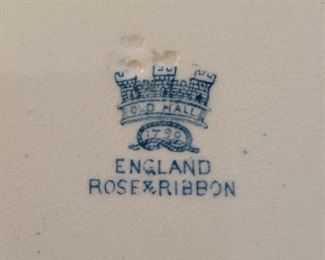 OLD HALL
1790
ENGLAND
ROSE & RIBBON